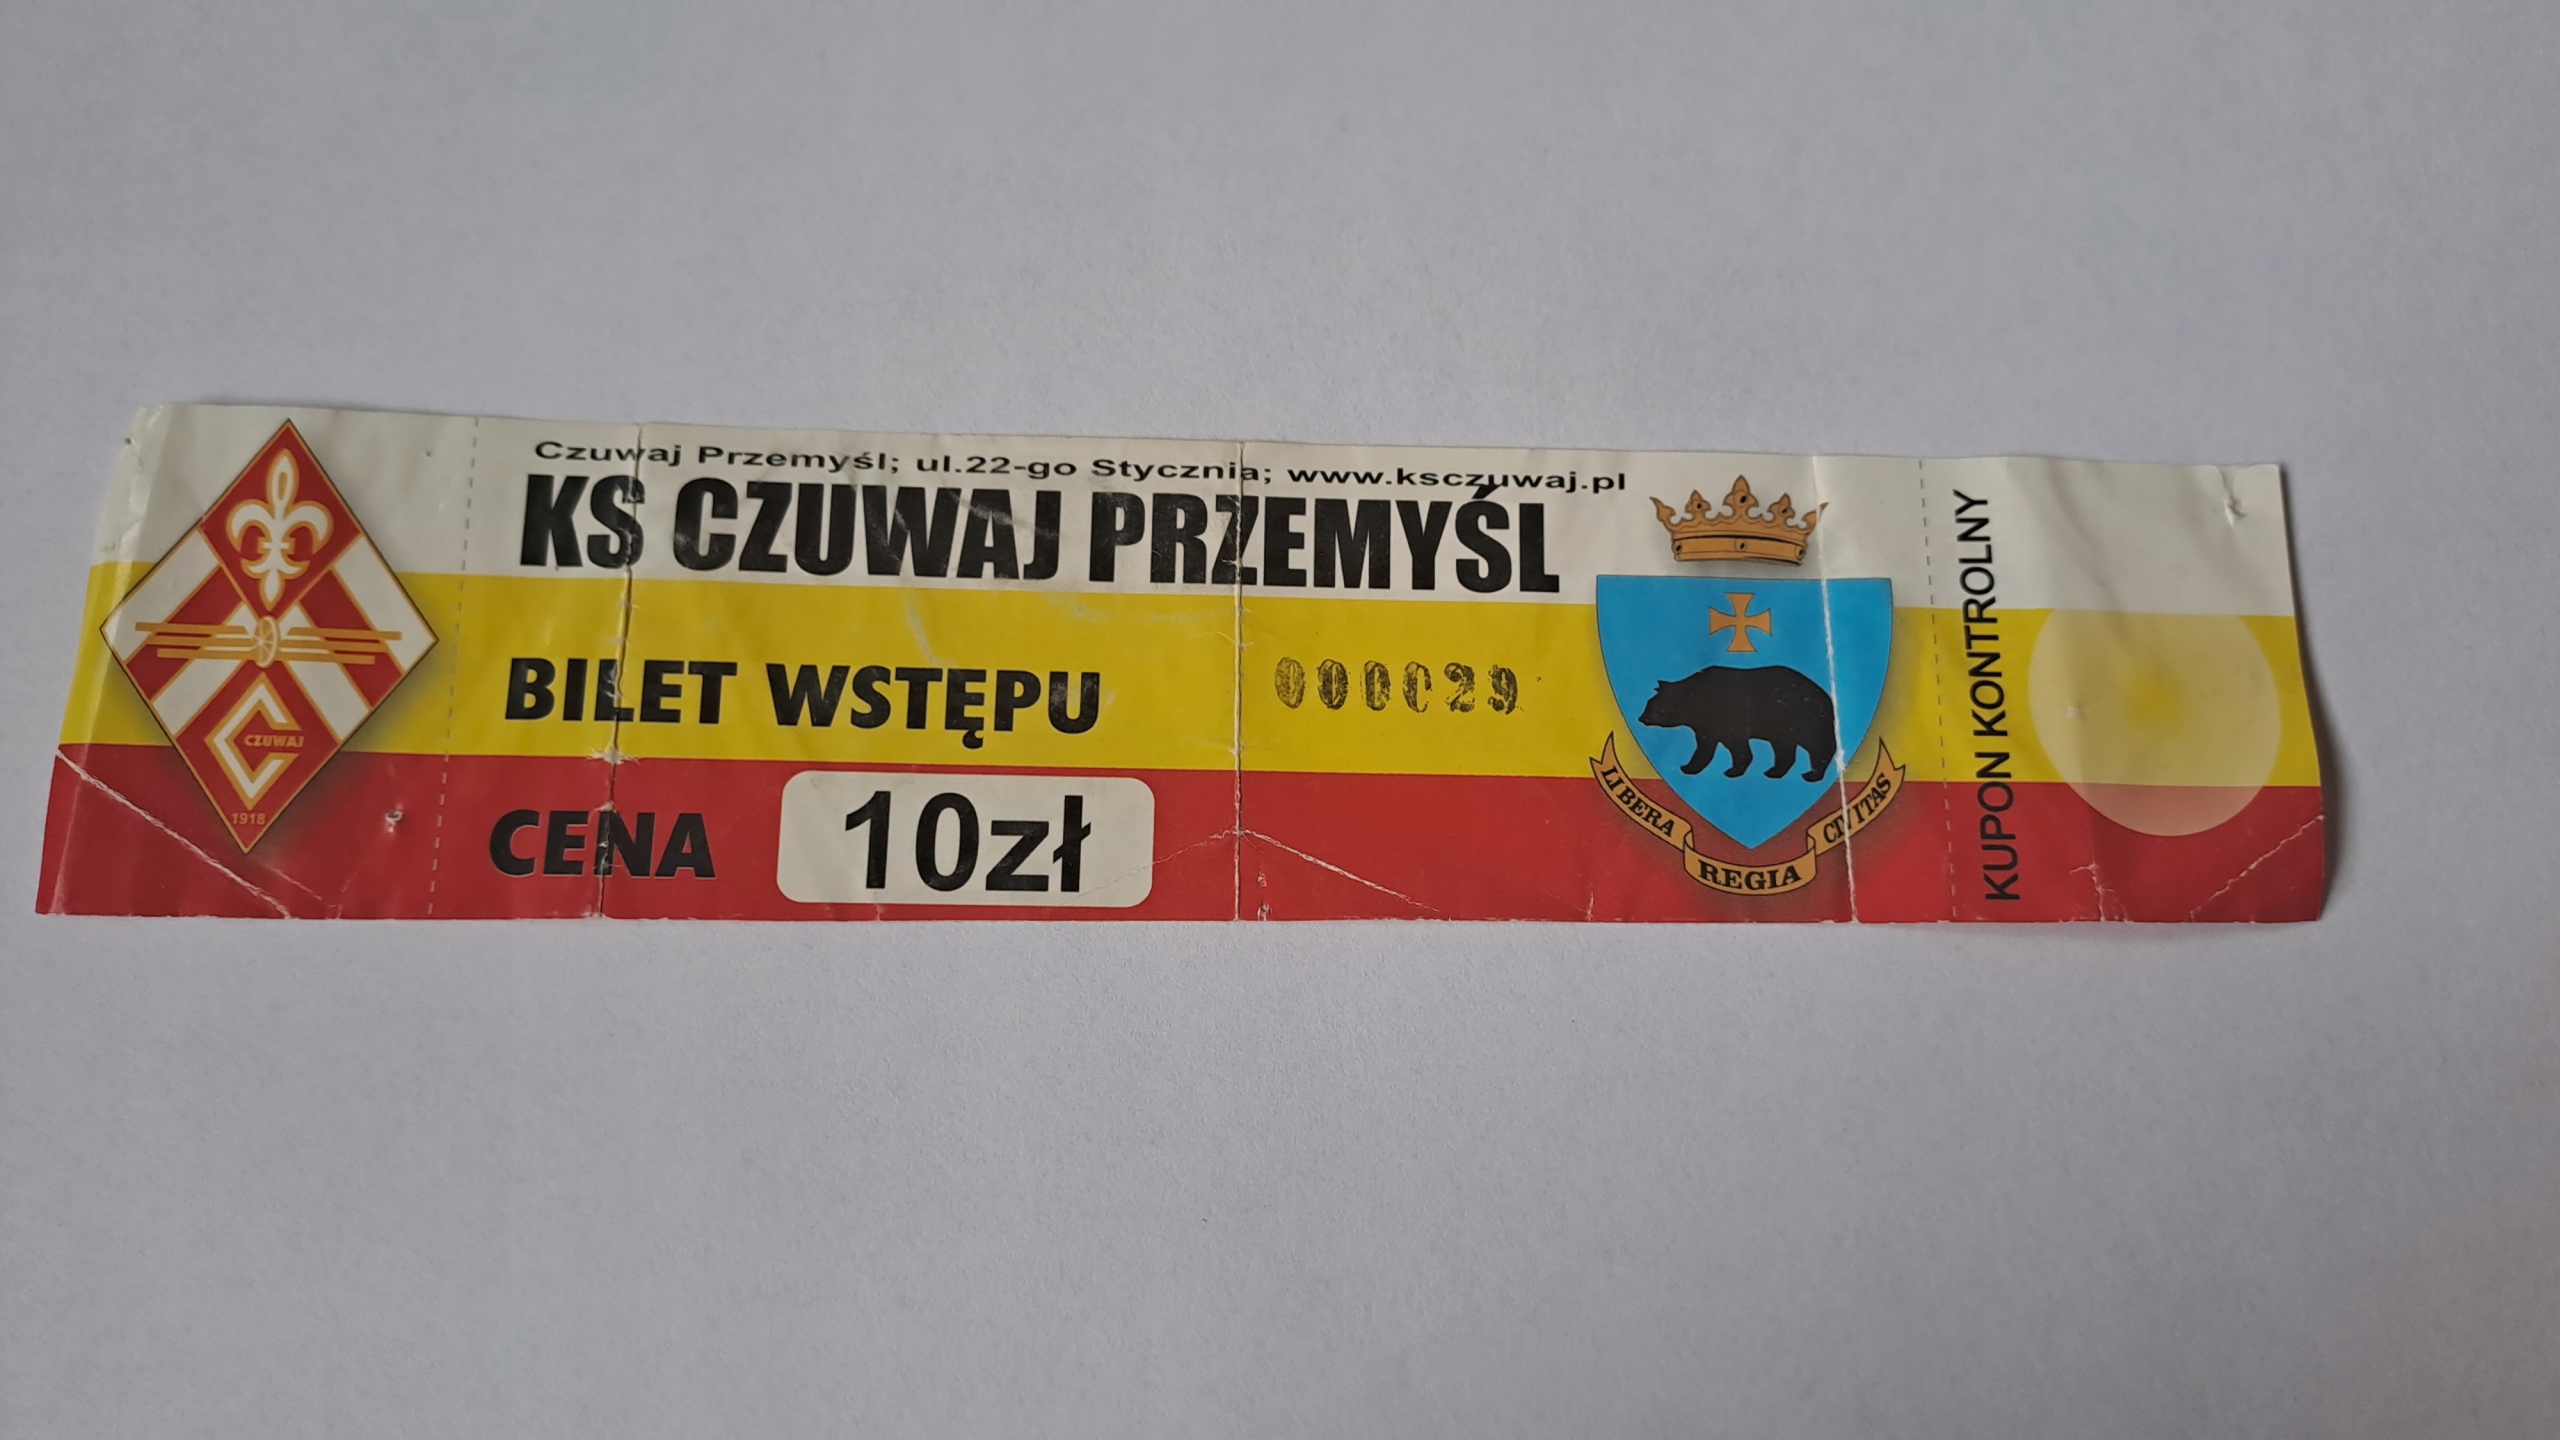 Czuwaj Przemyśl; ul.22-go Stycznia; www.ksczuwaj.pl
KS CZUWAJ PRZEMYŚL
BILET WSTĘPU
000029
CENA 10zł
CZUWAJ
1918
LIBERA REGIA CIVITAS
KUPON KONTROLNY